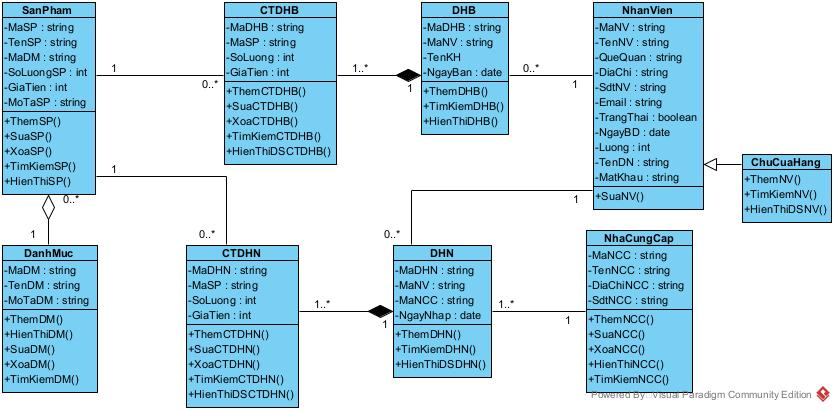 SanPham
-MaSP : string
-TenSP : string
-MaDM : string
-SoLuongSP : int
-GiaTien : int
-MoTaSP : string
+ThemSP()
+SuaSP()
+XoaSP()
+TimKiemSP()
+HienThiSP()
1
0..*
CTDHB
-MaDHB : string
-MaSP : string
-SoLuong : int
-GiaTien : int
+ThemCTDHB()
+SuaCTDHB()
+XoaCTDHB()
+TimKiemCTDHB()
+HienThiDSCTDHB()
1..*
1
DHB
-MaDHB : string
-MaNV : string
-TenKH
-NgayBan : date
+ThemDHB()
+TimKiemDHB()
+HienThiDHB()
0..*
1
NhanVien
-MaNV : string
-TenNV : string
-QueQuan : string
-DiaChi : string
-SdtNV : string
-Email : string
-TrangThai : boolean
-NgayBD : date
-Luong : int
-TenDN : string
-MatKhau : string
+SuaNV()
ChuCuaHang
+ThemNV()
+TimKiemNV()
+HienThiDSNV()
1
0..*
0..*
1
1
0..*
DanhMuc
-MaDM : string
-TenDM : string
-MoTaDM : string
+ThemDM()
+HienThiDM()
+SuaDM()
+XoaDM()
+TimKiemDM()
CTDHN
-MaDHN : string
-MaSP : string
-SoLuong : int
-GiaTien : int
+ThemCTDHN()
+SuaCTDHN()
+XoaCTDHN()
+TimKiemCTDHN()
+HienThiDSCTDHN()
1..*
1
DHN
-MaDHN : string
-MaNV : string
-MaNCC : string
-NgayNhap : date
+ThemDHN()
+TimKiemDHN()
+HienThiDSDHN()
1..*
1
NhaCungCap
-MaNCC : string
-TenNCC : string
-DiaChiNCC : string
-SdtNCC : string
+ThemNCC()
+SuaNCC()
+XoaNCC()
+HienThiNCC()
+TimKiemNCC()
Powered By Visual Paradigm Community Edition